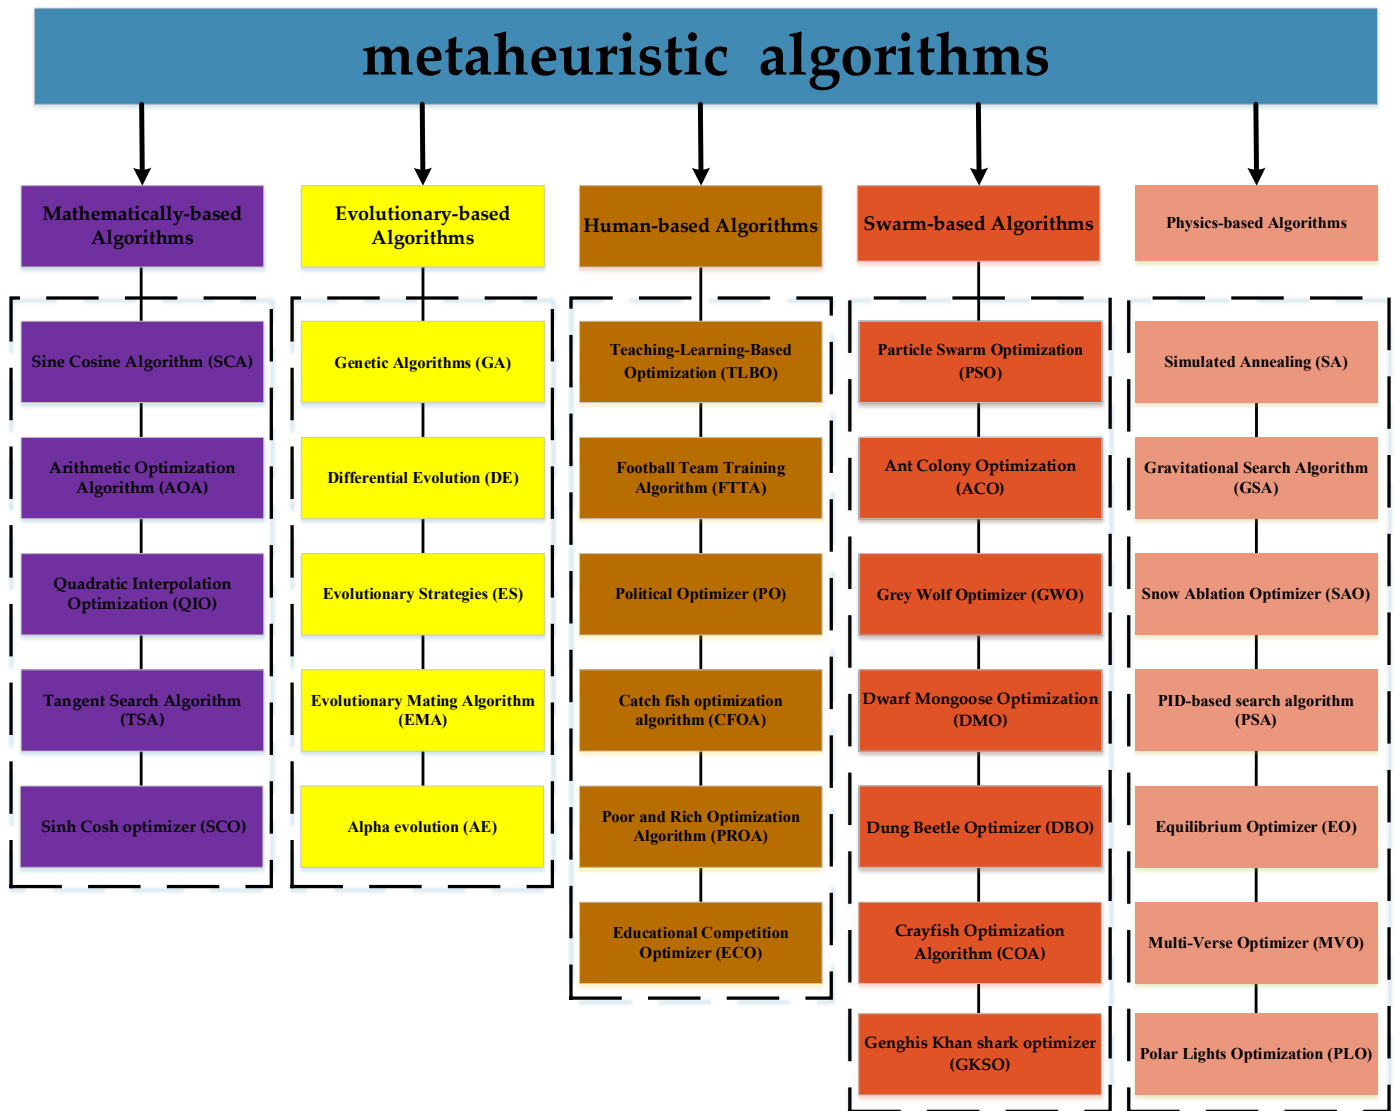 metaheuristic algorithms
Mathematically-based
Algorithms
Sine Cosine Algorithm (SCA)
Arithmetic Optimization
Algorithm (AOA)
Quadratic Interpolation
Optimization (QIO)
Tangent Search Algorithm
(TSA)
Sinh Cosh optimizer (SCO)
Evolutionary-based
Algorithms
Genetic Algorithms (GA)
Differential Evolution (DE)
Evolutionary Strategies (ES)
Evolutionary Mating Algorithm
(EMA)
Alpha evolution (AE)
Human-based Algorithms
Teaching-Learning-Based
Optimization (TLBO)
Football Team Training
Algorithm (FTTA)
Political Optimizer (PO)
Catch fish optimization
algorithm (CFOA)
Poor and Rich Optimization
Algorithm (PROA)
Educational Competition
Optimizer (ECO)
Swarm-based Algorithms
Particle Swarm Optimization
(PSO)
Ant Colony Optimization
(ACO)
Grey Wolf Optimizer (GWO)
Dwarf Mongoose Optimization
(DMO)
Dung Beetle Optimizer (DBO)
Crayfish Optimization
Algorithm (COA)
Genghis Khan shark optimizer
(GKSO)
Physics-based Algorithms
Simulated Annealing (SA)
Gravitational Search Algorithm
(GSA)
Snow Ablation Optimizer (SAO)
PID-based search algorithm
(PSA)
Equilibrium Optimizer (EO)
Multi-Verse Optimizer (MVO)
Polar Lights Optimization (PLO)